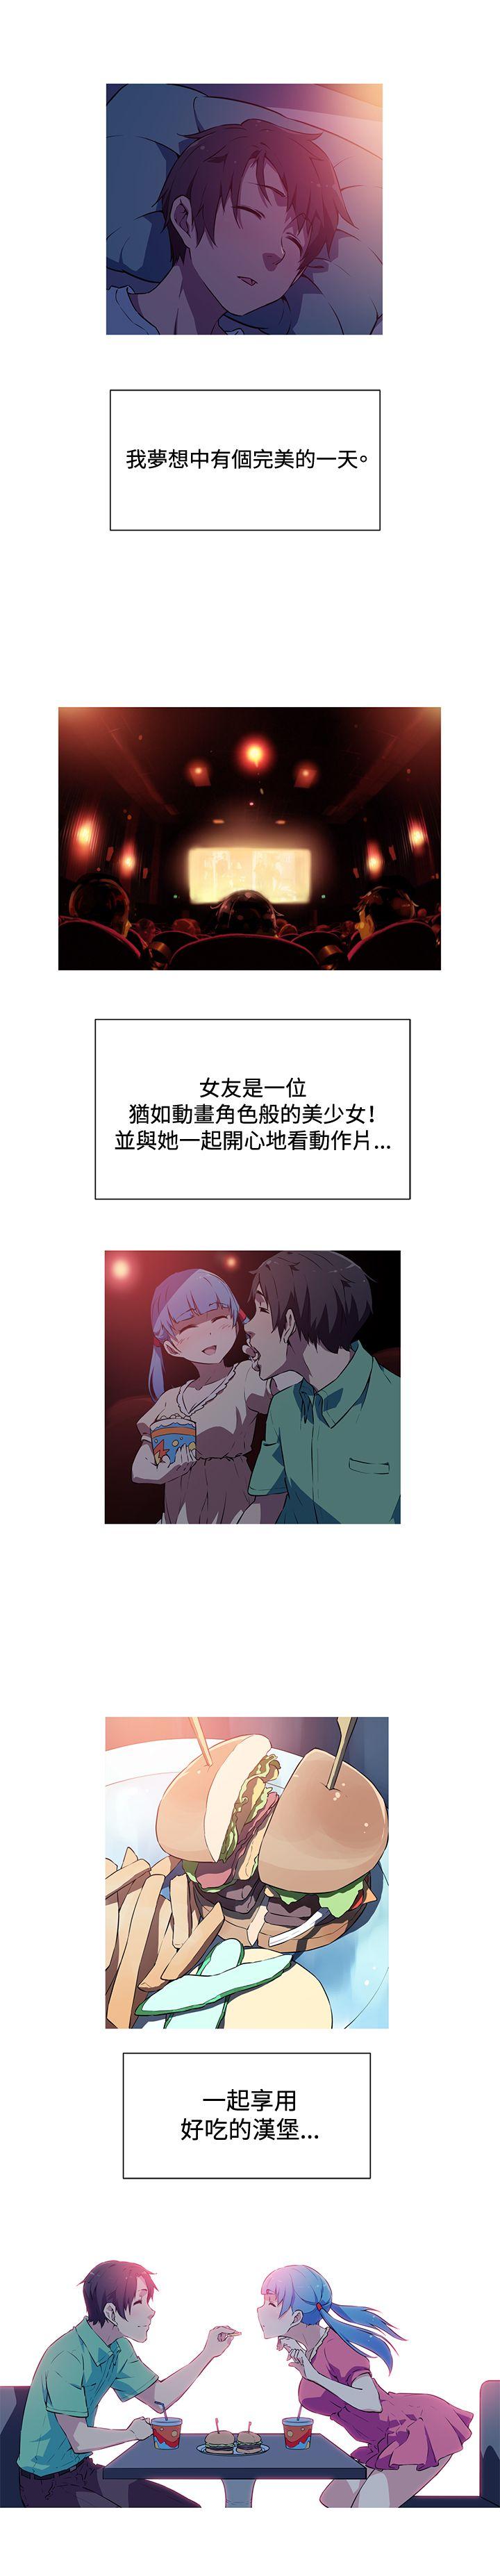 我夢想中有個完美的一天。
女友是一位
猶如動畫角色般的美少女！
並與她一起開心地看動作片...
一起享用
好吃的漢堡...